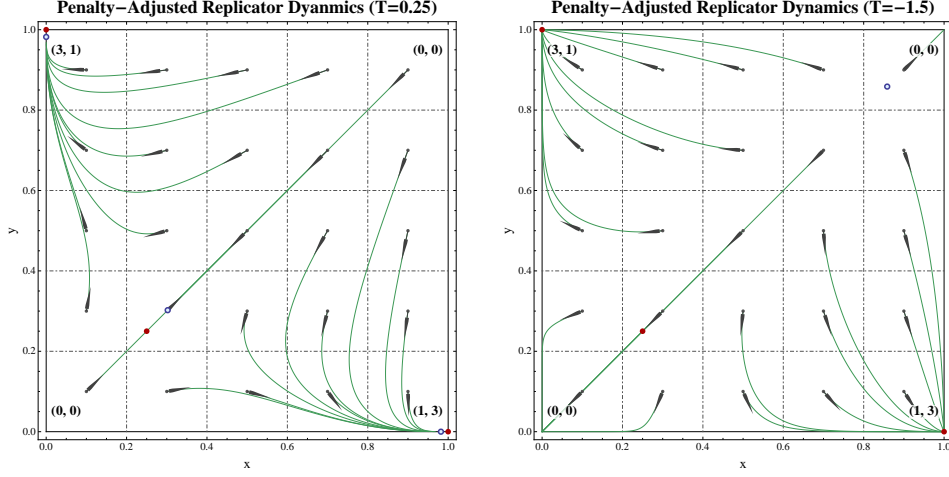 Penalty−Adjusted Replicator Dyanmics (T=0.25)
1.0
0.8
0.6
0.4
0.2
0.0
y
(3, 1)
(0, 0)
(0, 0)
(1, 3)
0.0 0.2 0.4 0.6 0.8 1.0
x
Penalty−Adjusted Replicator Dynamics (T=−1.5)
1.0
0.8
0.6
0.4
0.2
0.0
y
(3, 1)
(0, 0)
(0, 0)
(1, 3)
0.0 0.2 0.4 0.6 0.8 1.0
x